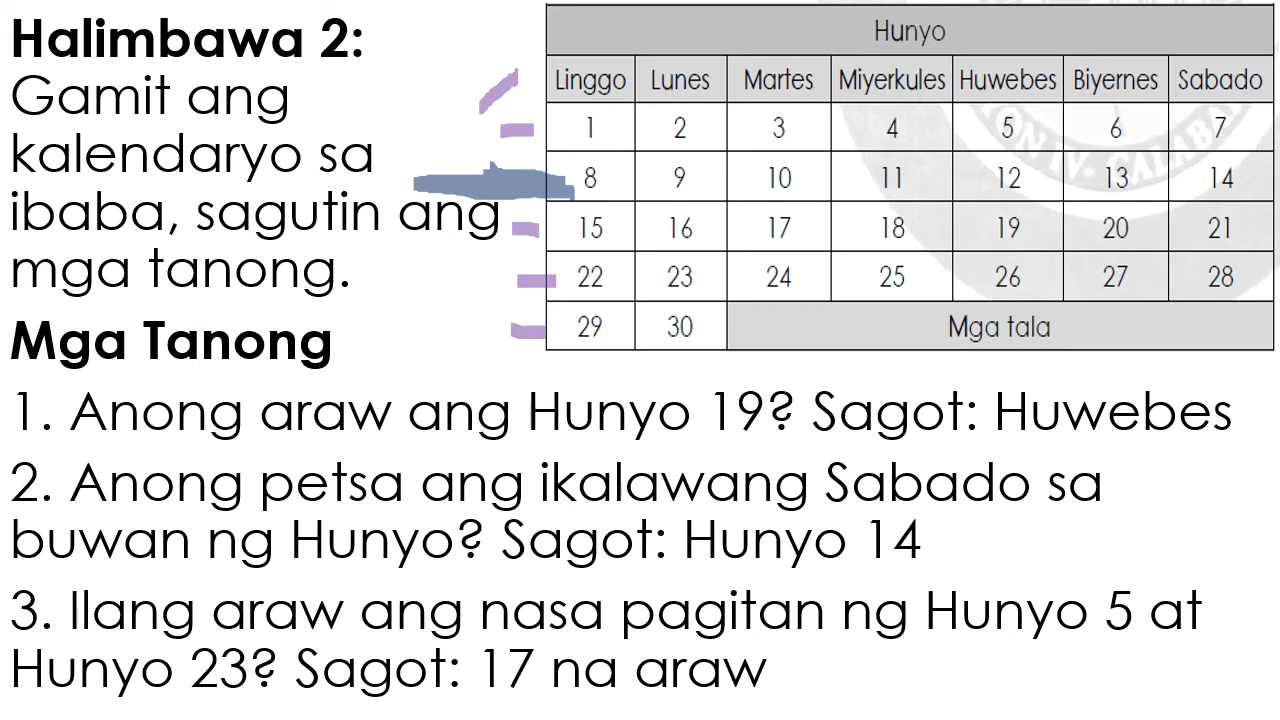 Halimbawa 2:
Gamit ang
kalendaryo sa
ibaba, sagutin ang
mga tanong.
Hunyo
Linggo Lunes Martes Miyerkules Huwebes Biyernes Sabado
1 2 3 4 5 6 7
8 9 10 11 12 13 14
15 16 17 18 19 20 21
22 23 24 25 26 27 28
29 30 Mga tala
Mga Tanong
1. Anong araw ang Hunyo 19? Sagot: Huwebes
2. Anong petsa ang ikalawang Sabado sa
buwan ng Hunyo? Sagot: Hunyo 14
3. Ilang araw ang nasa pagitan ng Hunyo 5 at
Hunyo 23? Sagot: 17 na araw